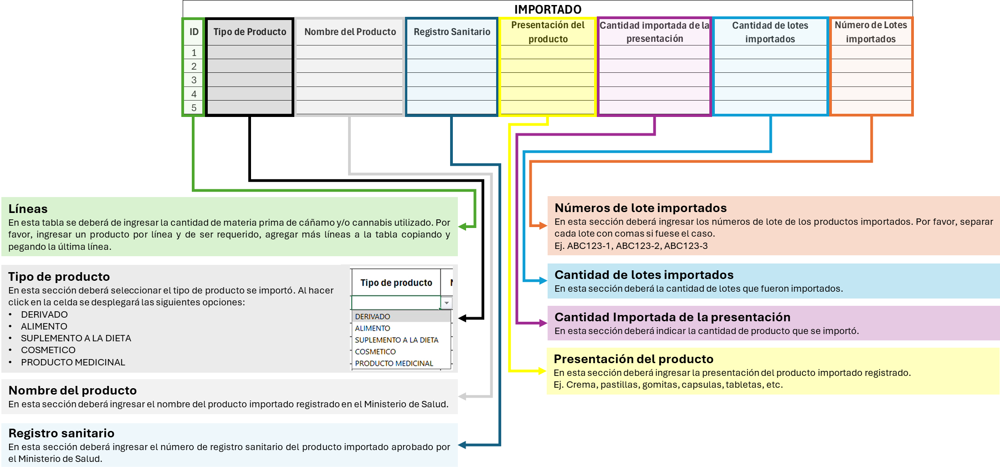 IMPORTADO
ID
Tipo de Producto
Nombre del Producto
Registro Sanitario
Presentación del
producto
Cantidad importada de la
presentación
Cantidad de lotes
importados
Número de Lotes
importados
1
2
3
4
5
Líneas
En esta tabla se deberá de ingresar la cantidad de materia prima de cáñamo y/o cannabis utilizado. Por
favor, ingresar un producto por línea y de ser requerido, agregar más líneas a la tabla copiando y
pegando la última línea.
Tipo de producto
En esta sección deberá seleccionar el tipo de producto se importó. Al hacer
click en la celda se desplegará las siguientes opciones:
• DERIVADO
• ALIMENTO
• SUPLEMENTO A LA DIETA
• COSMETICO
• PRODUCTO MEDICINAL
Tipo de producto
DERIVADO
ALIMENTO
SUPLEMENTO A LA DIETA
COSMETICO
PRODUCTO MEDICINAL
Nombre del producto
En esta sección deberá ingresar el nombre del producto importado registrado en el Ministerio de Salud.
Registro sanitario
En esta sección deberá ingresar el número de registro sanitario del producto importado aprobado por
el Ministerio de Salud.
Números de lote importados
En esta sección deberá ingresar los números de lote de los productos importados. Por favor, separar
cada lote con comas si fuese el caso.
Ej. ABC123-1, ABC123-2, ABC123-3
Cantidad de lotes importados
En esta sección deberá la cantidad de lotes que fueron importados.
Cantidad Importada de la presentación
En esta sección deberá indicar la cantidad de producto que se importó.
Presentación del producto
En esta sección deberá ingresar la presentación del producto importado registrado.
Ej. Crema, pastillas, gomitas, capsulas, tabletas, etc.